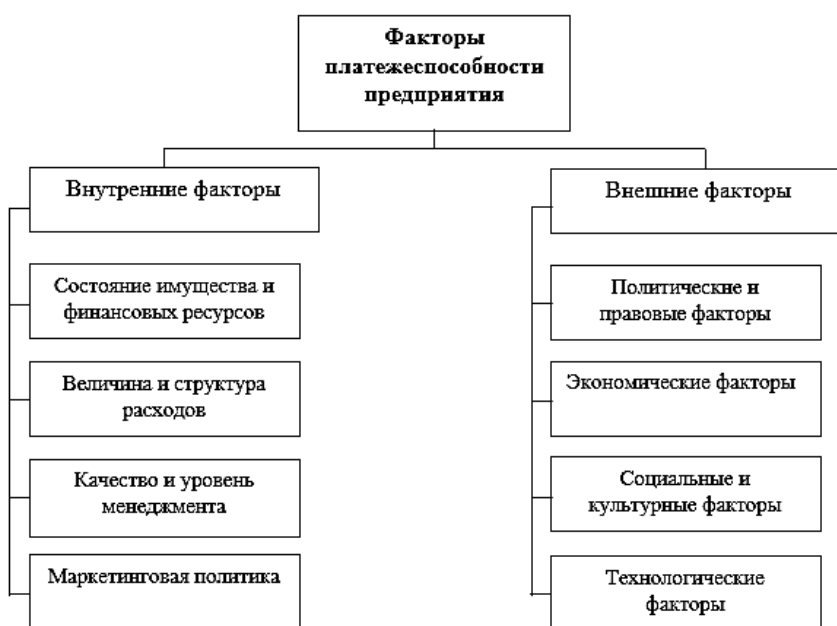 Факторы
платежеспособности
предприятия
Внутренние факторы
Состояние имущества и
финансовых ресурсов
Величина и структура
расходов
Качество и уровень
менеджмента
Маркетинговая политика
Внешние факторы
Политические и
правовые факторы
Экономические факторы
Социальные и
культурные факторы
Технологические
факторы